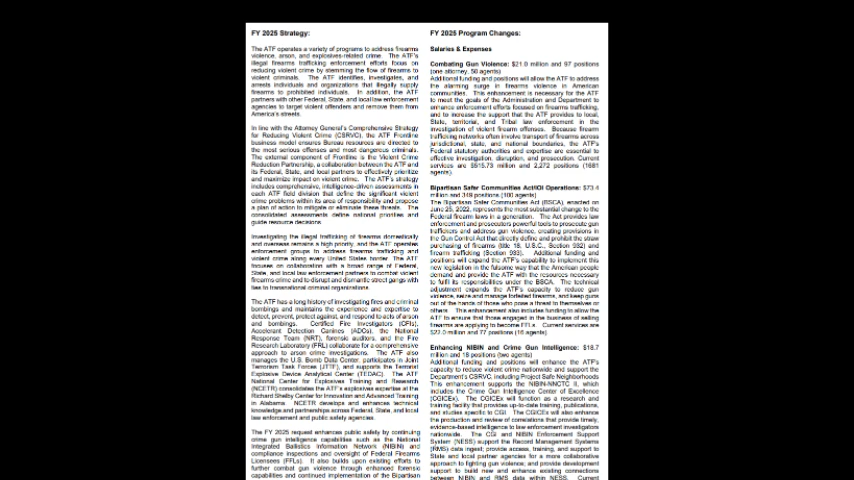 FY 2025 Strategy:
The ATF operates a variety of programs to address firearms
violence, arson, and explosives-related crime. The ATF's
illegal firearms trafficking enforcement efforts focus on
reducing violent crime by stemming the flow of firearms to
violent criminals. The ATF identifies, investigates, and
arrests individuals and organizations that illegally supply
firearms to prohibited individuals. In addition, the ATF
partners with other Federal, State, and local law enforcement
agencies to target violent offenders and remove them from
America's streets.
In line with the Attorney General's Comprehensive Strategy
for Reducing Violent Crime (CSRVC), the ATF Frontline
business model ensures Bureau resources are directed to
the most serious offenses and most dangerous criminals.
The external component of Frontline is the Violent Crime
Reduction Partnership, a collaboration between the ATF and
its Federal, State, and local partners to effectively prioritize
and maximize impact on violent crime. The ATF's strategy
includes comprehensive, intelligence-driven assessments in
each ATF field division that define the significant violent
crime problems within its area of responsibility and propose
a plan of action to mitigate or eliminate these threats. The
consolidated assessments define national priorities and
guide resource decisions.
Investigating the illegal trafficking of firearms domestically
and overseas remains a high priority, and the ATF operates
enforcement groups to address firearms trafficking and
violent crime along every United States border. The ATF
focuses on collaboration with a broad range of Federal,
State, and local law enforcement partners to combat violent
firearms crime and to disrupt and dismantle street gangs with
ties to transnational criminal organizations.
The ATF has a long history of investigating fires and criminal
bombings and maintains the experience and expertise to
detect, prevent, protect against, and respond to acts of arson
and bombings. Certified Fire Investigators (CFIs),
Accelerant Detection Canines (ADCs), the National
Response Team (NRT), forensic auditors, and the Fire
Research Laboratory (FRL) collaborate for a comprehensive
approach to arson crime investigations. The ATF also
manages the U.S. Bomb Data Center, participates in Joint
Terrorism Task Forces (JTTF), and supports the Terrorist
Explosive Device Analytical Center (TEDAC). The ATF
National Center for Explosives Training and Research
(NCETR) consolidates the ATF's explosives expertise at the
Richard Shelby Center for Innovation and Advanced Training
in Alabama. NCETR develops and enhances technical
knowledge and partnerships across Federal, State, and local
law enforcement and public safety agencies.
The FY 2025 request enhances public safety by continuing
crime gun intelligence capabilities such as the National
Integrated Ballistics Information Network (NIBIN) and
compliance inspections and oversight of Federal Firearms
Licensees (FFLs). It also builds upon existing efforts to
further combat gun violence through enhanced forensic
capabilities and continued implementation of the Bipartisan
FY 2025 Program Changes:
Salaries & Expenses
Combating Gun Violence: $21.0 million and 97 positions
(one attorney, 56 agents)
Additional funding and positions will allow the ATF to address
the alarming surge in firearms violence in American
communities. This enhancement is necessary for the ATF
to meet the goals of the Administration and Department to
enhance enforcement efforts focused on firearms trafficking,
and to increase the support that the ATF provides to local,
State, territorial, and Tribal law enforcement in the
investigation of violent firearm offenses. Because firearm
trafficking networks often involve transport of firearms across
jurisdictional, state, and national boundaries, the ATF's
Federal statutory authorities and expertise are essential to
effective investigation, disruption, and prosecution. Current
services are $515.73 million and 2,272 positions (1681
agents).
Bipartisan Safer Communities Act/IOI Operations: $73.4
million and 349 positions (100 agents)
The Bipartisan Safer Communities Act (BSCA), enacted on
June 25, 2022, represents the most substantial change to the
Federal firearm laws in a generation. The Act provides law
enforcement and prosecutors powerful tools to prosecute gun
traffickers and address gun violence, creating provisions in
the Gun Control Act that directly define and prohibit the straw
purchasing of firearms (title 18, U.S.C., Section 932) and
firearm trafficking (Section 933). Additional funding and
positions will expand the ATF's capability to implement this
new legislation in the fulsome way that the American people
demand and provide the ATF with the resources necessary
to fulfil its responsibilities under the BSCA. The technical
adjustment expands the ATF's capacity to reduce gun
violence, seize and manage forfeited firearms, and keep guns
out of the hands of those who pose a threat to themselves or
others. This enhancement also includes funding to allow the
ATF to ensure that those engaged in the business of selling
firearms are applying to become FFLs. Current services are
$22.0 million and 77 positions (16 agents)
Enhancing NIBIN and Crime Gun Intelligence: $18.7
million and 18 positions (two agents)
Additional funding and positions will enhance the ATF's
capacity to reduce violent crime nationwide and support the
Department's CSRVC, including Project Safe Neighborhoods.
This enhancement supports the NIBIN-NNCTC II, which
includes the Crime Gun Intelligence Center of Excellence
(CGICEx). The CGICEx will function as a research and
training facility that provides up-to-date training, publications,
and studies specific to CGI. The CGICEx will also enhance
the production and review of correlations that provide timely,
evidence-based intelligence to law enforcement investigators
nationwide. The CGI and NIBIN Enforcement Support
System (NESS) support the Record Management Systems
(RMS) data ingest; provide access, training, and support to
State and local partner agencies for a more collaborative
approach to fighting gun violence; and provide development
support to build new and enhance existing connections
between NIBIN and RMS data within NESS. Current